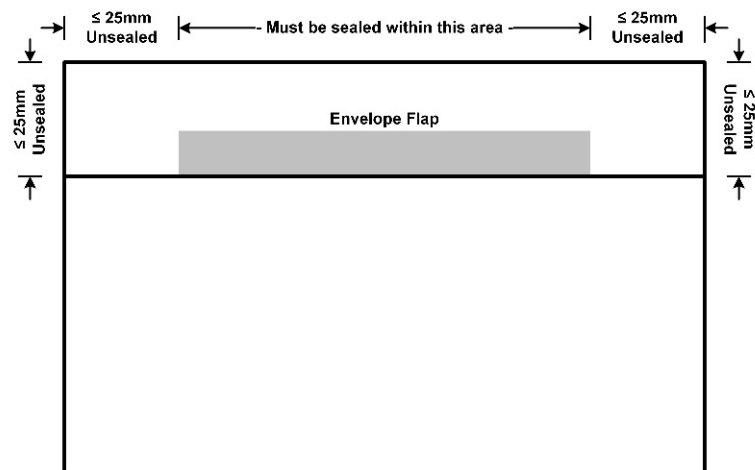 ≤ 25mm
Unsealed
Must be sealed within this area
≤ 25mm
Unsealed
≤ 25mm
Unsealed
Envelope Flap
≤ 25mm
Unsealed